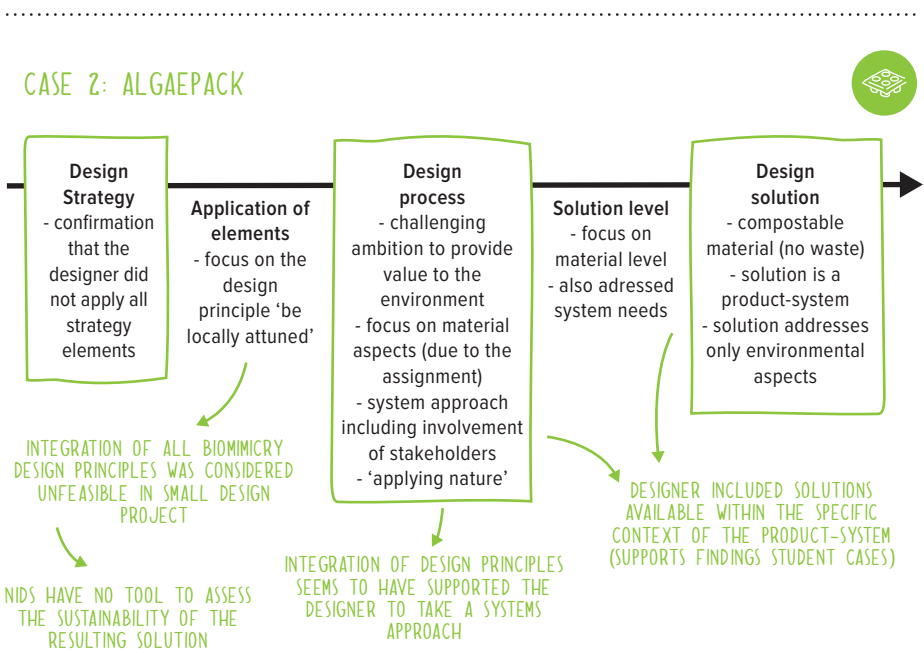 CASE 2: ALGAEPACK
Design
Strategy
- confirmation
that the
designer did
not apply all
strategy
elements
Application of
elements
- focus on the
design
principle ‘be
locally attuned’
Design
process
- challenging
ambition to provide
value to the
environment
- focus on material
aspects (due to the
assignment)
- system approach
including involvement
of stakeholders
- ‘applying nature’
Solution level
- focus on
material level
- also adressed
system needs
Design
solution
- compostable
material (no waste)
- solution is a
product-system
- solution addresses
only environmental
aspects
INTEGRATION OF ALL BIOMIMICRY
DESIGN PRINCIPLES WAS CONSIDERED
UNFEASIBLE IN SMALL DESIGN
PROJECT
NIDS HAVE NO TOOL TO ASSESS
THE SUSTAINABILITY OF THE
RESULTING SOLUTION
INTEGRATION OF DESIGN PRINCIPLES
SEEMS TO HAVE SUPPORTED THE
DESIGNER TO TAKE A SYSTEMS
APPROACH
DESIGNER INCLUDED SOLUTIONS
AVAILABLE WITHIN THE SPECIFIC
CONTEXT OF THE PRODUCT-SYSTEM
(SUPPORTS FINDINGS STUDENT CASES)